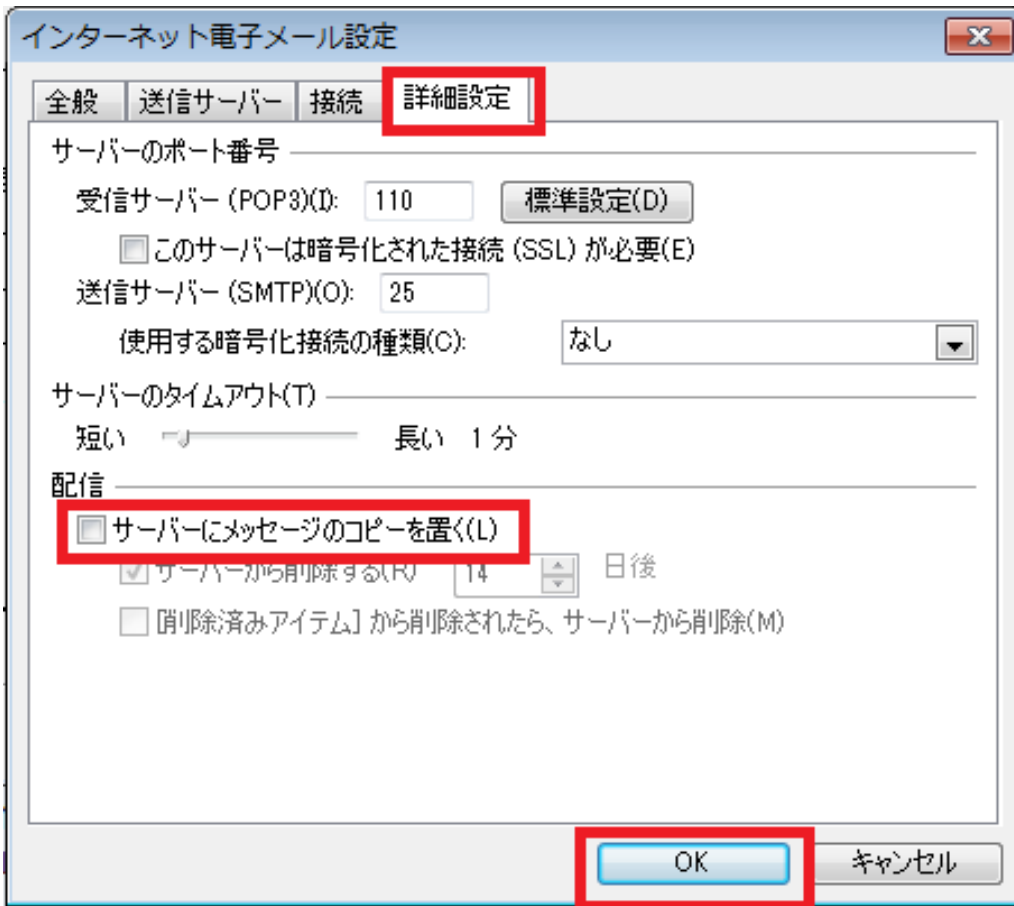 インターネット電子メール設定
全般 送信サーバー 接続 詳細設定
サーバーのポート番号
受信サーバー (POP3)(I): 110 標準設定(D)
このサーバーは暗号化された接続 (SSL) が必要(E)
送信サーバー (SMTP)(O): 25
使用する暗号化接続の種類(C): なし
サーバーのタイムアウト(T)
短い 長い 1 分
配信
サーバーにメッセージのコピーを置く(L)
サーバーから削除する(R) 14 日後
[削除済みアイテム] から削除されたら、サーバーから削除(M)
OK キャンセル